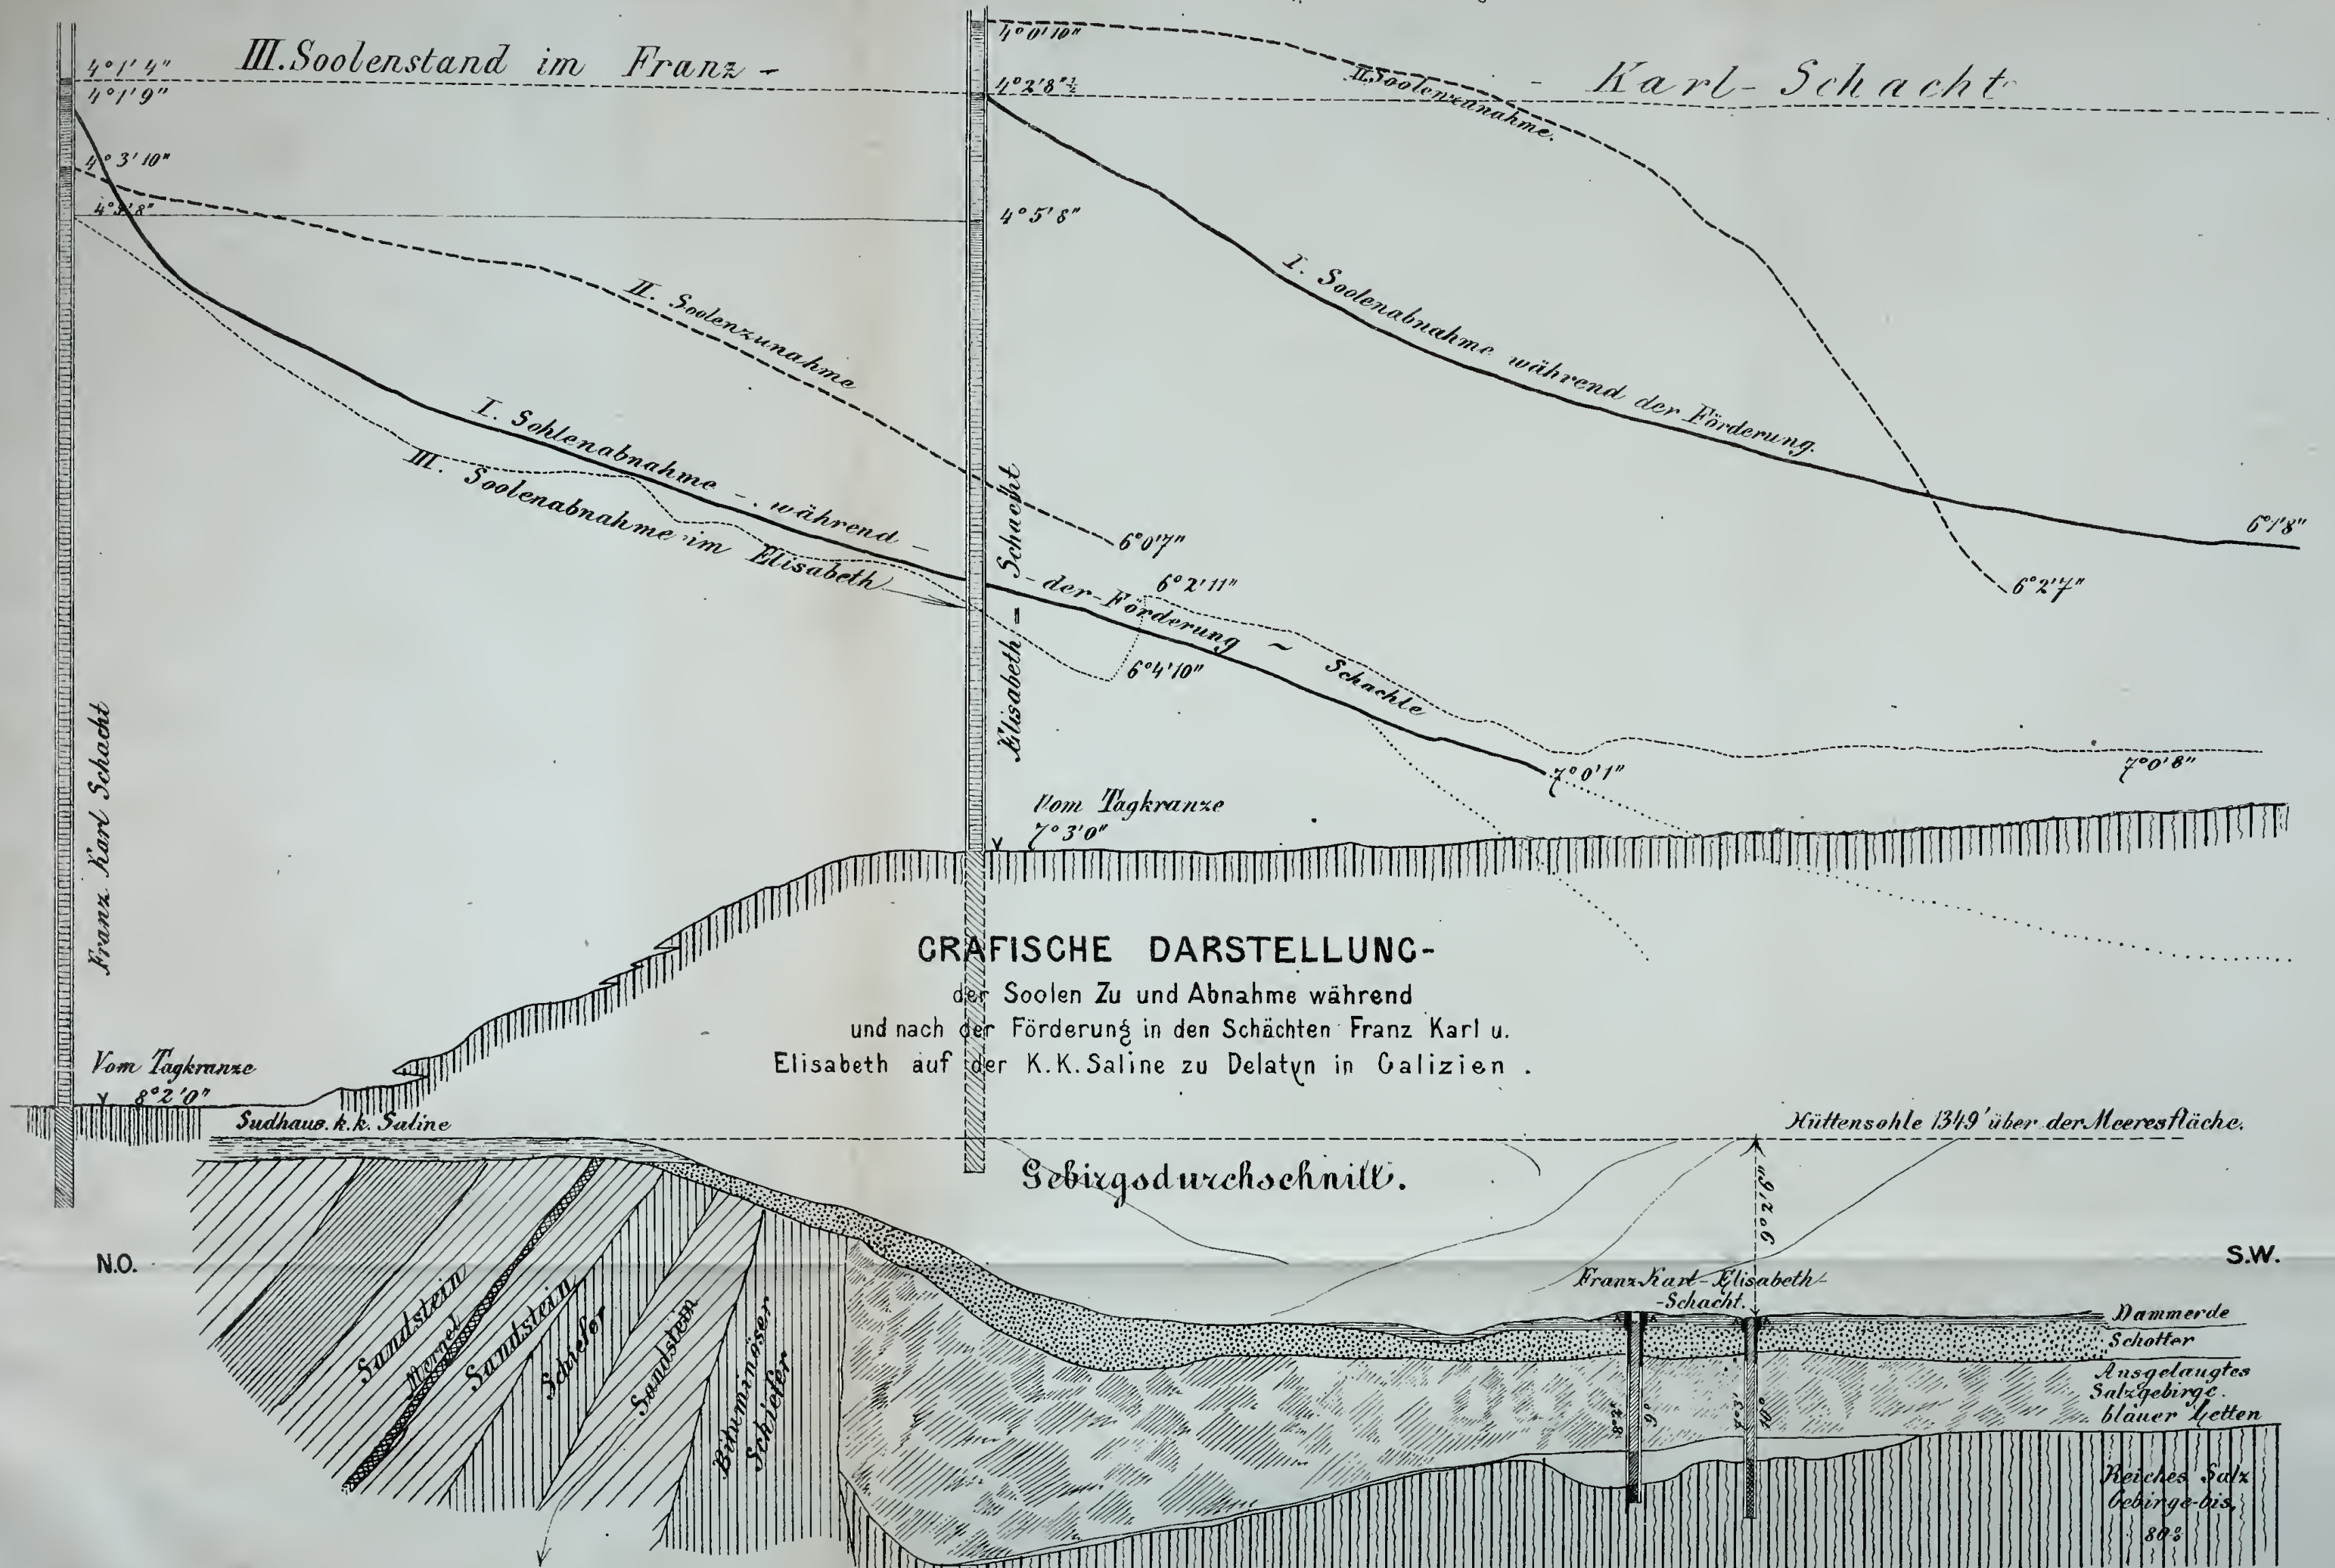 III. Soolenstand im Franz - - Karl - Schacht
4° 1' 4"
4° 1' 9"
4° 3' 10"
4° 0' 10"
4° 2' 8" ½
4° 5' 8"
II. Soolenzunahme
I. Soolenabnahme während der Förderung.
6° 1' 8"
6° 2' 7"
II. Soolenzunahme
6° 0' 7"
I. Sohlenabnahme - während - - der - Förderung
III. Soolenabnahme im Elisabeth ~ Schachte
6° 2' 11"
6° 4' 10"
7° 0' 1"
7° 0' 8"
Franz Karl Schacht
Elisabeth - Schacht
Vom Tagkranze
7° 3' 0"
GRAFISCHE DARSTELLUNG-
der Soolen Zu und Abnahme während
und nach der Förderung in den Schächten Franz Karl u.
Elisabeth auf der K.K. Saline zu Delatyn in Galizien.
Vom Tagkranze
8° 2' 0"
Sudhaus. k. k. Saline
Hüttensohle 1349' über der Meeresfläche.
Gebirgsdurchschnitt.
N.O.
S.W.
9° 2' 6"
Franz Karl - Elisabeth -
- Schacht.
Sandstein
Mergel
Sandstein
Schiefer
Sandstein
Bituminöser
Schiefer
Dammerde
Schotter
Ausgelaugtes
Salzgebirge.
blauer Letten
Reiches Salz
Gebirge-bis,
80%